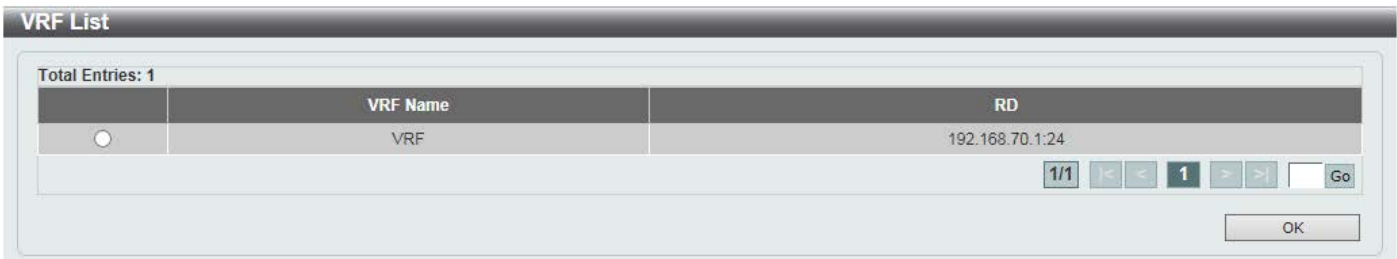 VRF List
Total Entries: 1
VRF Name RD
VRF 192.168.70.1:24
1/1 |< < 1 > >| Go
OK